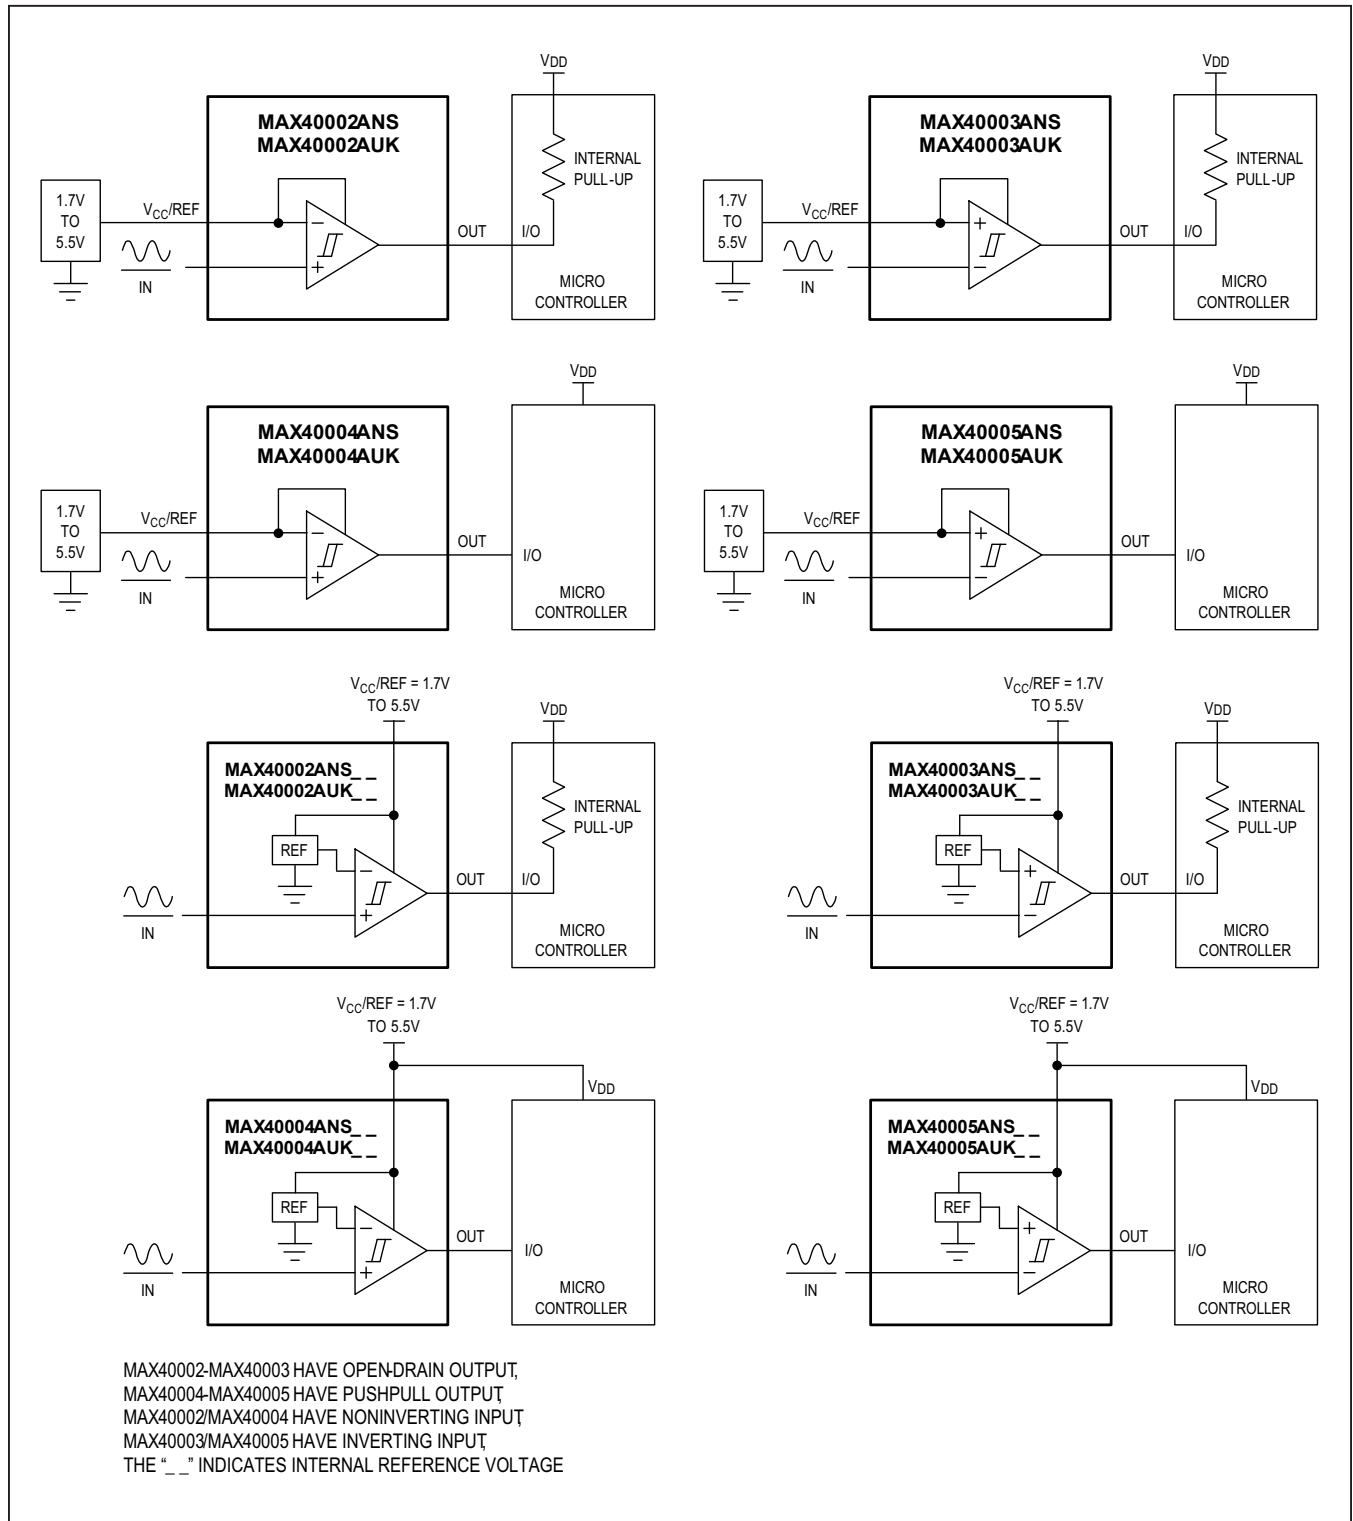 VDD
MAX40002ANS
MAX40002AUK
INTERNAL
PULL-UP
1.7V
TO
5.5V
VCC/REF
IN
−
+
OUT
I/O
MICRO
CONTROLLER
VDD
MAX40003ANS
MAX40003AUK
INTERNAL
PULL-UP
1.7V
TO
5.5V
VCC/REF
IN
+
−
OUT
I/O
MICRO
CONTROLLER
VDD
MAX40004ANS
MAX40004AUK
1.7V
TO
5.5V
VCC/REF
IN
−
+
OUT
I/O
MICRO
CONTROLLER
VDD
MAX40005ANS
MAX40005AUK
1.7V
TO
5.5V
VCC/REF
IN
+
−
OUT
I/O
MICRO
CONTROLLER
VCC/REF = 1.7V
TO 5.5V
VDD
MAX40002ANS_ _
MAX40002AUK_ _
INTERNAL
PULL-UP
REF
−
+
IN
OUT
I/O
MICRO
CONTROLLER
VCC/REF = 1.7V
TO 5.5V
VDD
MAX40003ANS_ _
MAX40003AUK_ _
INTERNAL
PULL-UP
REF
+
−
IN
OUT
I/O
MICRO
CONTROLLER
VCC/REF = 1.7V
TO 5.5V
VDD
MAX40004ANS_ _
MAX40004AUK_ _
REF
−
+
IN
OUT
I/O
MICRO
CONTROLLER
VCC/REF = 1.7V
TO 5.5V
VDD
MAX40005ANS_ _
MAX40005AUK_ _
REF
+
−
IN
OUT
I/O
MICRO
CONTROLLER
MAX40002-MAX40003 HAVE OPEN-DRAIN OUTPUT,
MAX40004-MAX40005 HAVE PUSHPULL OUTPUT,
MAX40002/MAX40004 HAVE NONINVERTING INPUT,
MAX40003/MAX40005 HAVE INVERTING INPUT,
THE “_ _” INDICATES INTERNAL REFERENCE VOLTAGE